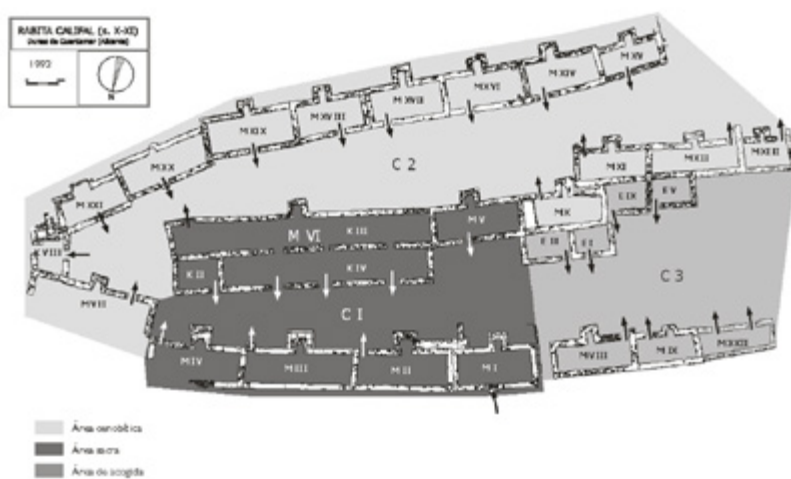 RABITA CALIFAL (s. X-XI)
Dunas de Guardamar (Alicante)
1992
N
M XV
M XIV
M XVI
M XVII
M XVIII
M XIX
M XX
M XXI
C 2
M XI
M XII
M XIII
E IX
E V
M X
M V
K III
M VI
K II
K IV
E III
E I
C 3
M VII
C I
M IV
M III
M II
M I
M VIII
M IX
M XXII
Área cenobítica
Área sacra
Área de acogida